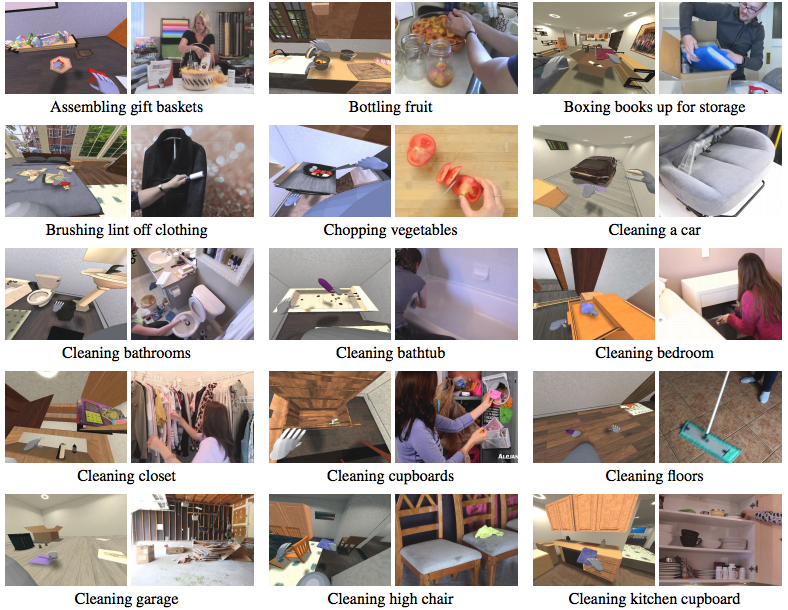 Assembling gift baskets
Bottling fruit
Boxing books up for storage
Brushing lint off clothing
Chopping vegetables
Cleaning a car
Cleaning bathrooms
Cleaning bathtub
Cleaning bedroom
Cleaning closet
Cleaning cupboards
ALEJAN
Cleaning floors
Cleaning garage
Cleaning high chair
Cleaning kitchen cupboard